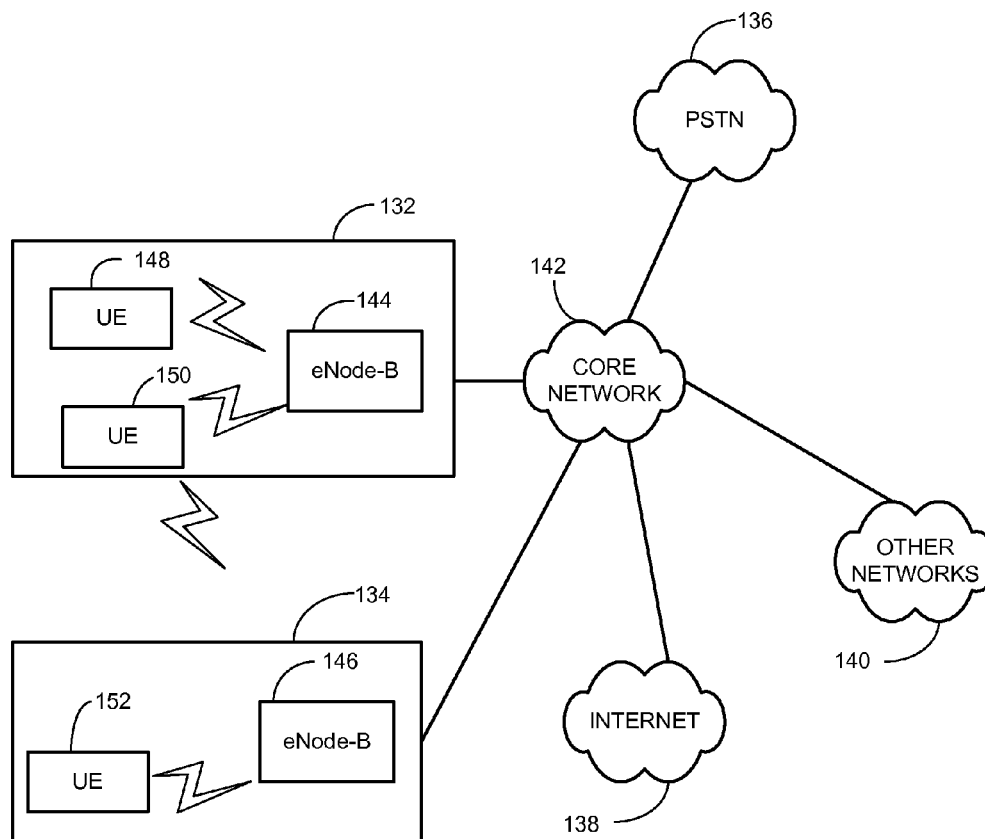 136
PSTN
132
148
UE
144
eNode-B
142
CORE
NETWORK
150
UE
OTHER
NETWORKS
140
134
146
eNode-B
152
UE
INTERNET
138